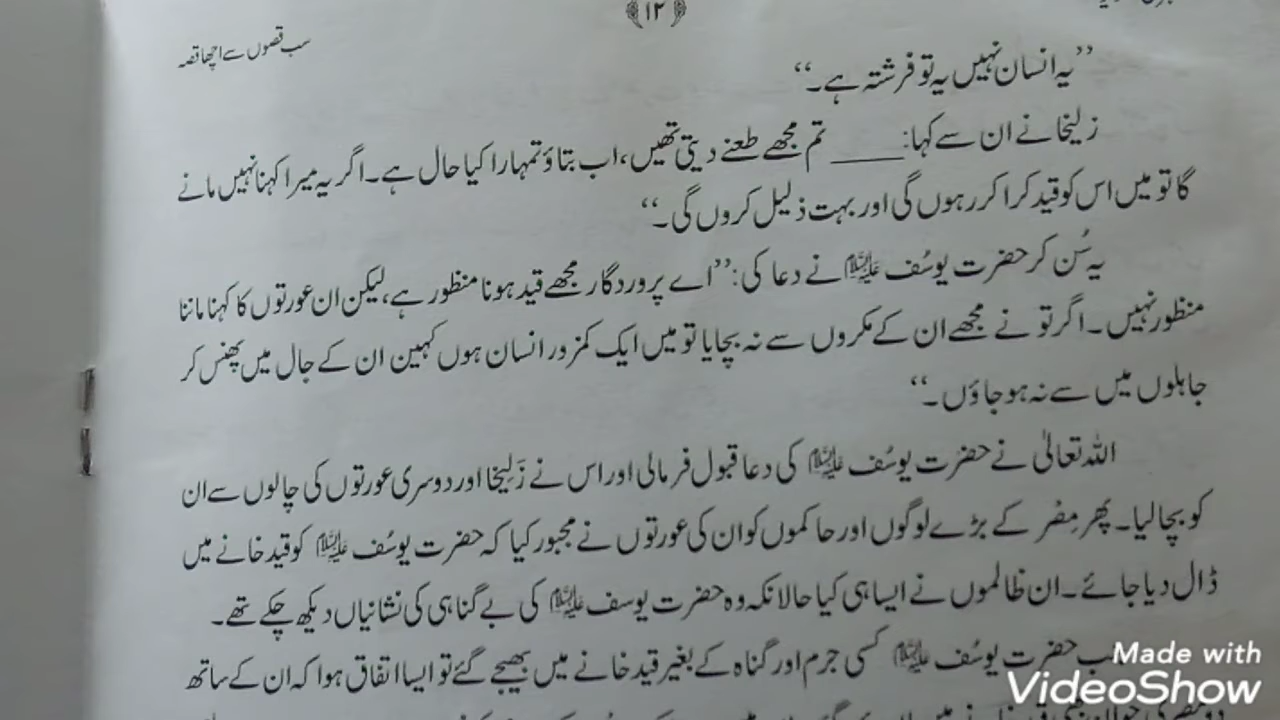 ﴿۱۲﴾
سب قصوں سے اچھا قصہ
”یہ انسان نہیں یہ تو فرشتہ ہے۔“
زلیخا نے ان سے کہا: ____ تم مجھے طعنے دیتی تھیں، اب بتاؤ تمہارا کیا حال ہے۔ اگر یہ میرا کہنا نہیں مانے
گا تو میں اس کو قید کرا کر رہوں گی اور بہت ذلیل کروں گی۔“
یہ سُن کر حضرت یوسُف علیہ السلام نے دعا کی: ”اے پروردگار مجھے قید ہونا منظور ہے، لیکن ان عورتوں کا کہنا ماننا
منظور نہیں۔ اگر تو نے مجھے ان کے مکروں سے نہ بچایا تو میں ایک کمزور انسان ہوں کہیں ان کے جال میں پھنس کر
جاہلوں میں سے نہ ہو جاؤں۔“
اللہ تعالیٰ نے حضرت یوسُف علیہ السلام کی دعا قبول فرمالی اور اس نے زَلِیخا اور دوسری عورتوں کی چالوں سے ان
کو بچا لیا۔ پھر مِصْر کے بڑے لوگوں اور حاکموں کو ان کی عورتوں نے مجبور کیا کہ حضرت یوسُف علیہ السلام کو قید خانے میں
ڈال دیا جائے۔ ان ظالموں نے ایسا ہی کیا حالانکہ وہ حضرت یوسف علیہ السلام کی بے گناہی کی نشانیاں دیکھ چکے تھے۔
حضرت یوسُف علیہ السلام کسی جرم اور گناہ کے بغیر قید خانے میں بھیجے گئے تو ایسا اتفاق ہوا کہ ان کے ساتھ
Made with
VideoShow